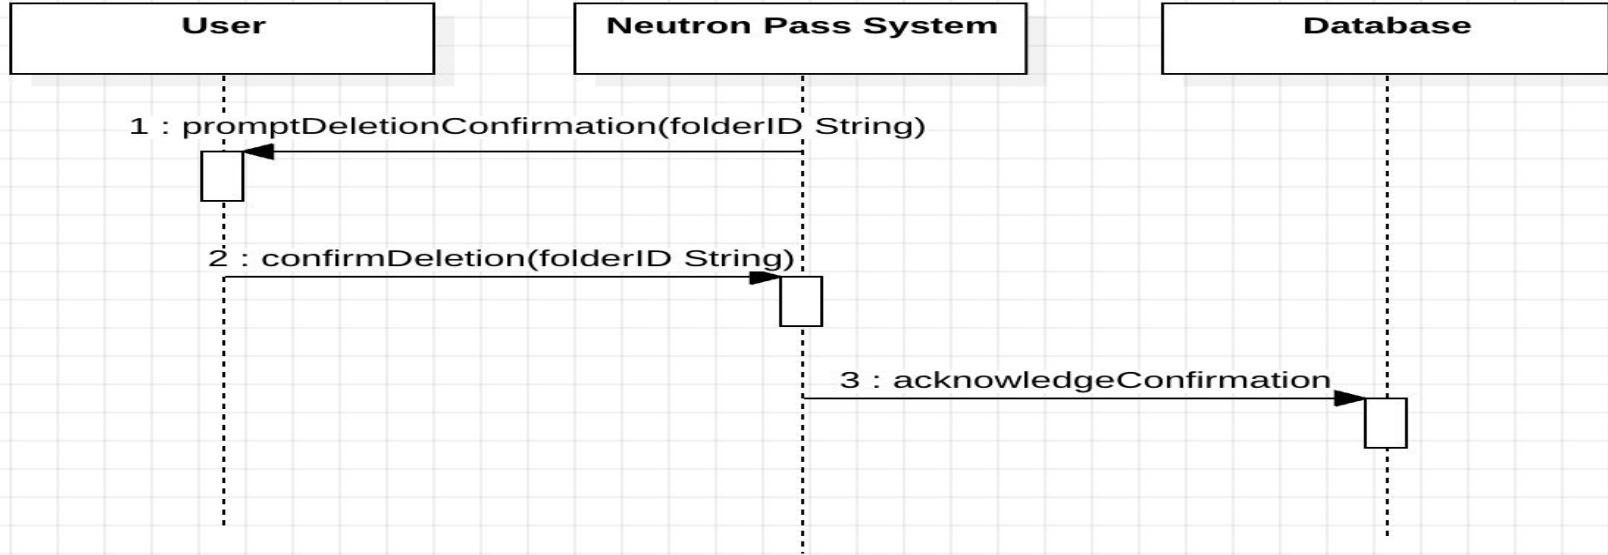 User
Neutron Pass System
Database
1 : promptDeletionConfirmation(folderID String)
2 : confirmDeletion(folderID String)
3 : acknowledgeConfirmation